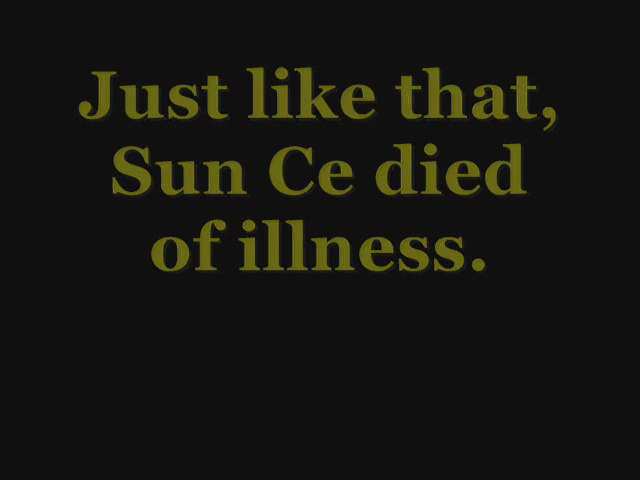 Just like that,
Sun Ce died
of illness.